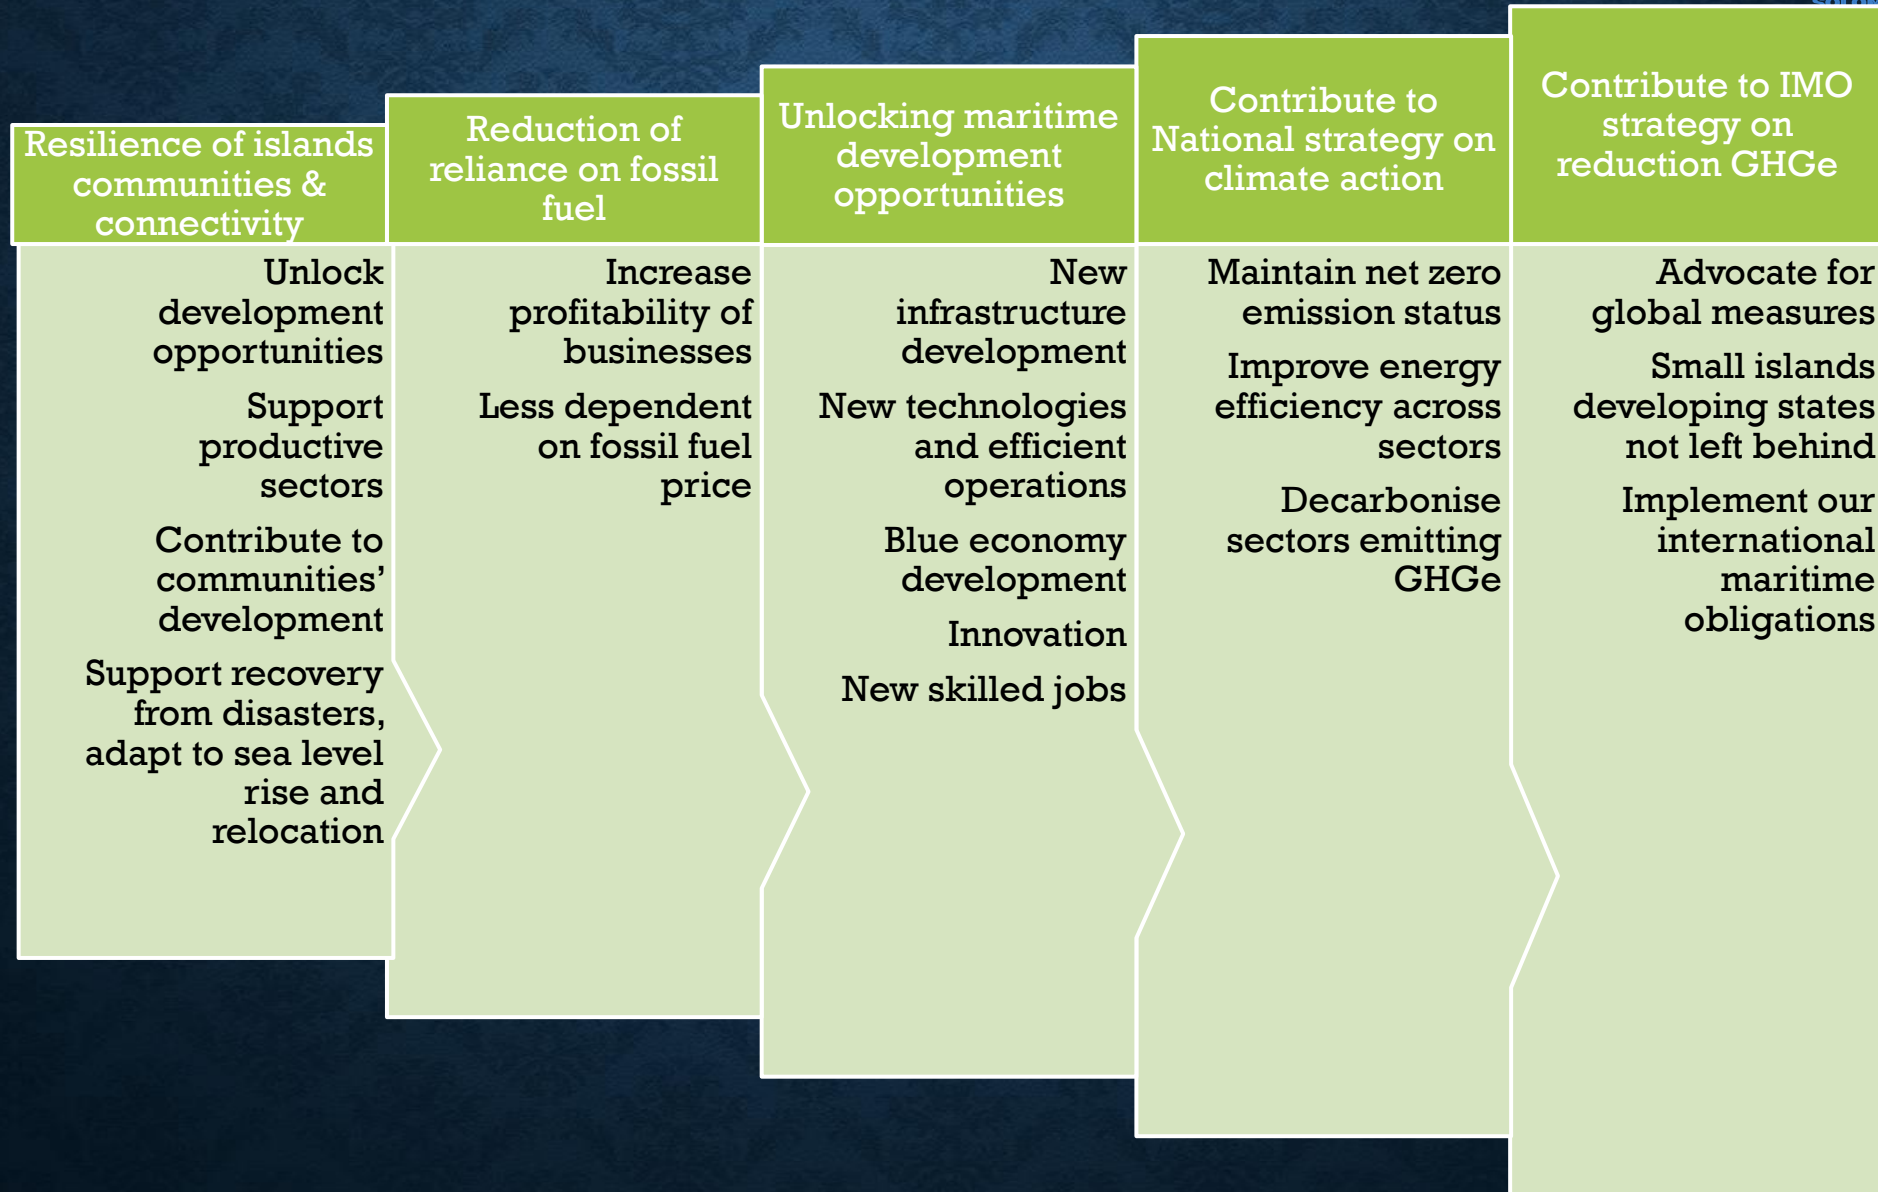 Resilience of islands
communities &
connectivity
Unlock
development
opportunities
Support
productive
sectors
Contribute to
communities’
development
Support recovery
from disasters,
adapt to sea level
rise and
relocation
Reduction of
reliance on fossil
fuel
Increase
profitability of
businesses
Less dependent
on fossil fuel
price
Unlocking maritime
development
opportunities
New
infrastructure
development
New technologies
and efficient
operations
Blue economy
development
Innovation
New skilled jobs
Contribute to
National strategy on
climate action
Maintain net zero
emission status
Improve energy
efficiency across
sectors
Decarbonise
sectors emitting
GHGe
Contribute to IMO
strategy on
reduction GHGe
Advocate for
global measures
Small islands
developing states
not left behind
Implement our
international
maritime
obligations